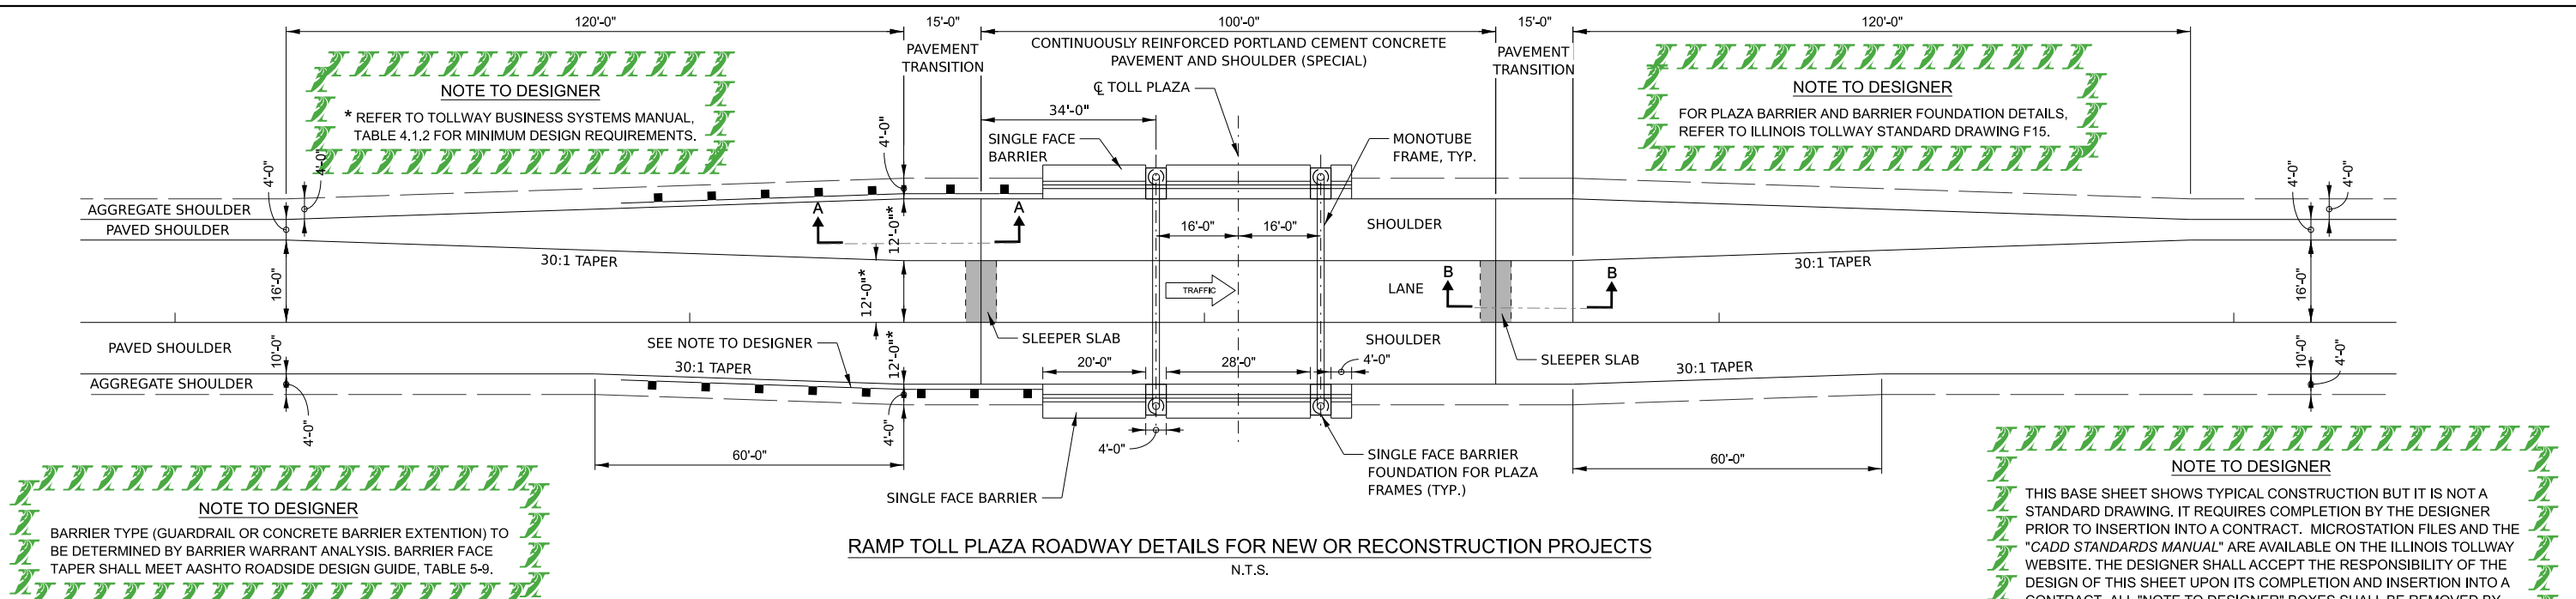 120'-0"
15'-0"
100'-0"
15'-0"
120'-0"
PAVEMENT
TRANSITION
CONTINUOUSLY REINFORCED PORTLAND CEMENT CONCRETE
PAVEMENT AND SHOULDER (SPECIAL)
PAVEMENT
TRANSITION
NOTE TO DESIGNER
* REFER TO TOLLWAY BUSINESS SYSTEMS MANUAL,
TABLE 4.1.2 FOR MINIMUM DESIGN REQUIREMENTS.
℄ TOLL PLAZA
34'-0"
SINGLE FACE
BARRIER
MONOTUBE
FRAME, TYP.
NOTE TO DESIGNER
FOR PLAZA BARRIER AND BARRIER FOUNDATION DETAILS,
REFER TO ILLINOIS TOLLWAY STANDARD DRAWING F15.
4'-0"
4'-0"
4'-0"
4'-0"
4'-0"
AGGREGATE SHOULDER
PAVED SHOULDER
A
A
12'-0"*
16'-0"
16'-0"
SHOULDER
30:1 TAPER
30:1 TAPER
16'-0"
12'-0"*
TRAFFIC
LANE
B
B
16'-0"
PAVED SHOULDER
10'-0"
SEE NOTE TO DESIGNER
12'-0"*
SLEEPER SLAB
SHOULDER
SLEEPER SLAB
10'-0"
4'-0"
AGGREGATE SHOULDER
30:1 TAPER
20'-0"
28'-0"
4'-0"
30:1 TAPER
4'-0"
4'-0"
4'-0"
60'-0"
60'-0"
SINGLE FACE BARRIER
SINGLE FACE BARRIER
FOUNDATION FOR PLAZA
FRAMES (TYP.)
NOTE TO DESIGNER
BARRIER TYPE (GUARDRAIL OR CONCRETE BARRIER EXTENTION) TO
BE DETERMINED BY BARRIER WARRANT ANALYSIS. BARRIER FACE
TAPER SHALL MEET AASHTO ROADSIDE DESIGN GUIDE, TABLE 5-9.
RAMP TOLL PLAZA ROADWAY DETAILS FOR NEW OR RECONSTRUCTION PROJECTS
N.T.S.
NOTE TO DESIGNER
THIS BASE SHEET SHOWS TYPICAL CONSTRUCTION BUT IT IS NOT A
STANDARD DRAWING. IT REQUIRES COMPLETION BY THE DESIGNER
PRIOR TO INSERTION INTO A CONTRACT. MICROSTATION FILES AND THE
"CADD STANDARDS MANUAL" ARE AVAILABLE ON THE ILLINOIS TOLLWAY
WEBSITE. THE DESIGNER SHALL ACCEPT THE RESPONSIBILITY OF THE
DESIGN OF THIS SHEET UPON ITS COMPLETION AND INSERTION INTO A
CONTRACT. ALL "NOTE TO DESIGNER" BOXES SHALL BE REMOVED BY